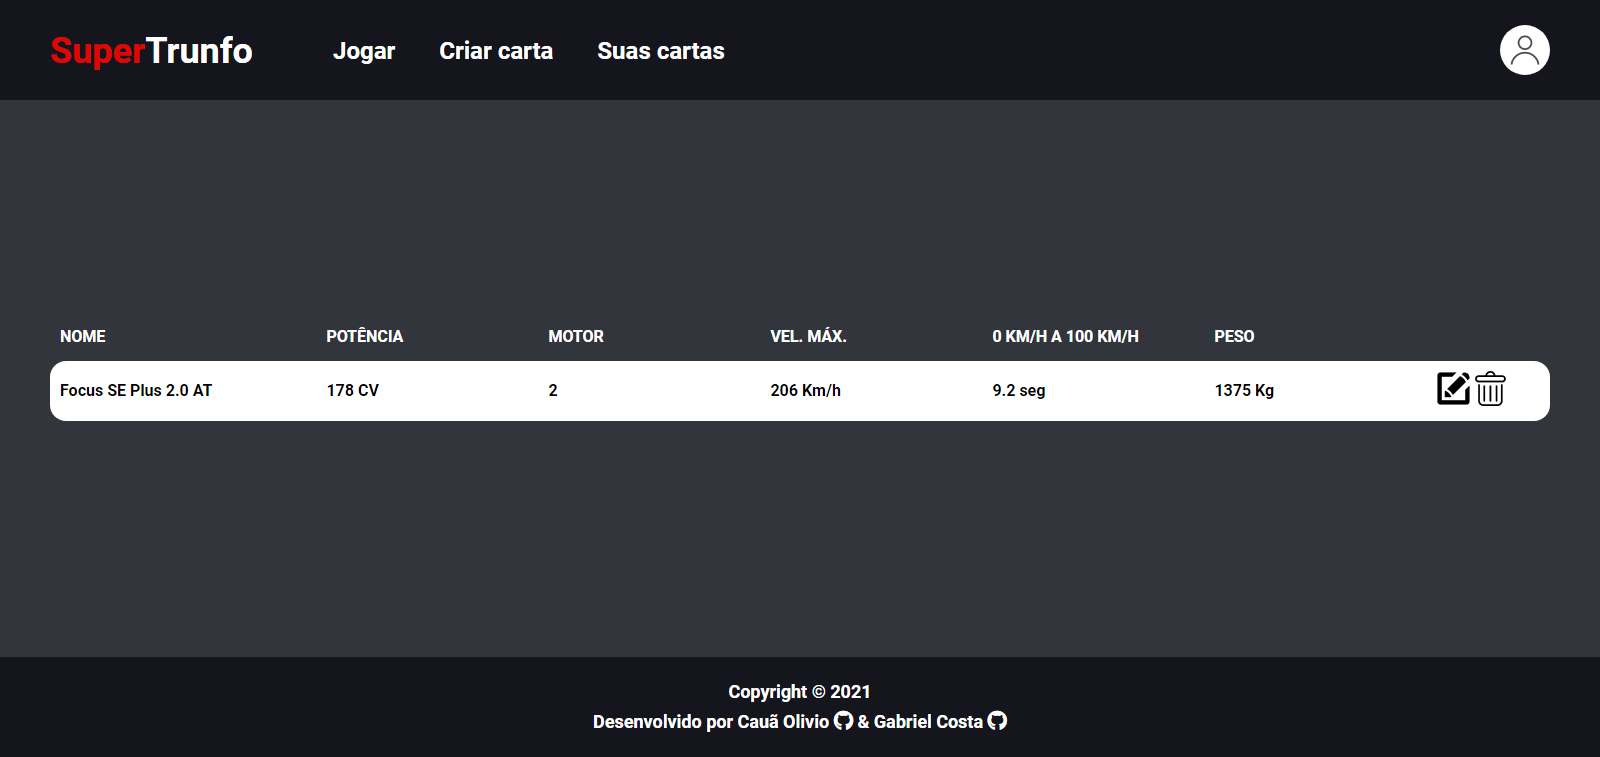 SuperTrunfo Jogar Criar carta Suas cartas
NOME POTÊNCIA MOTOR VEL. MÁX. 0 KM/H A 100 KM/H PESO
Focus SE Plus 2.0 AT 178 CV 2 206 Km/h 9.2 seg 1375 Kg
Copyright © 2021
Desenvolvido por Cauã Olivio & Gabriel Costa